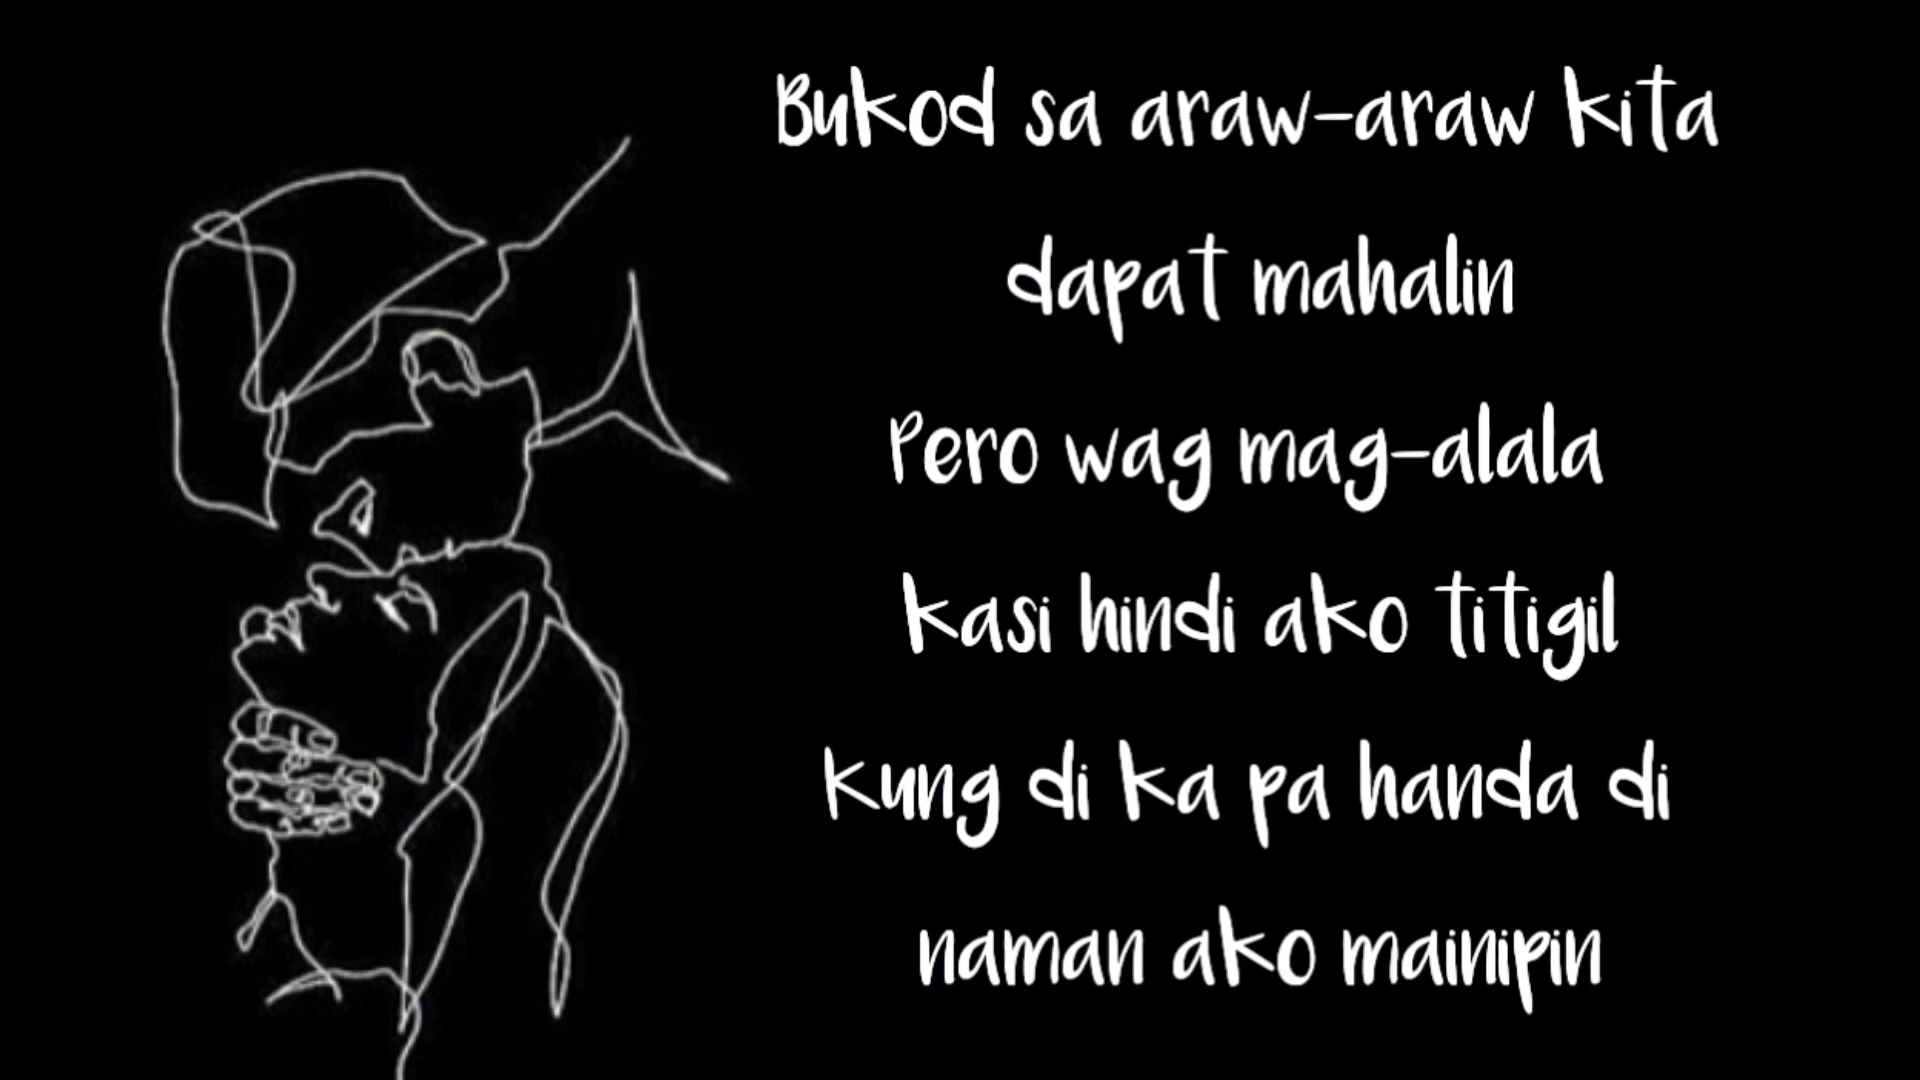 Bukod sa araw-araw kita
dapat mahalin
Pero wag mag-alala
kasi hindi ako titigil
kung di ka pa handa di
naman ako mainipin